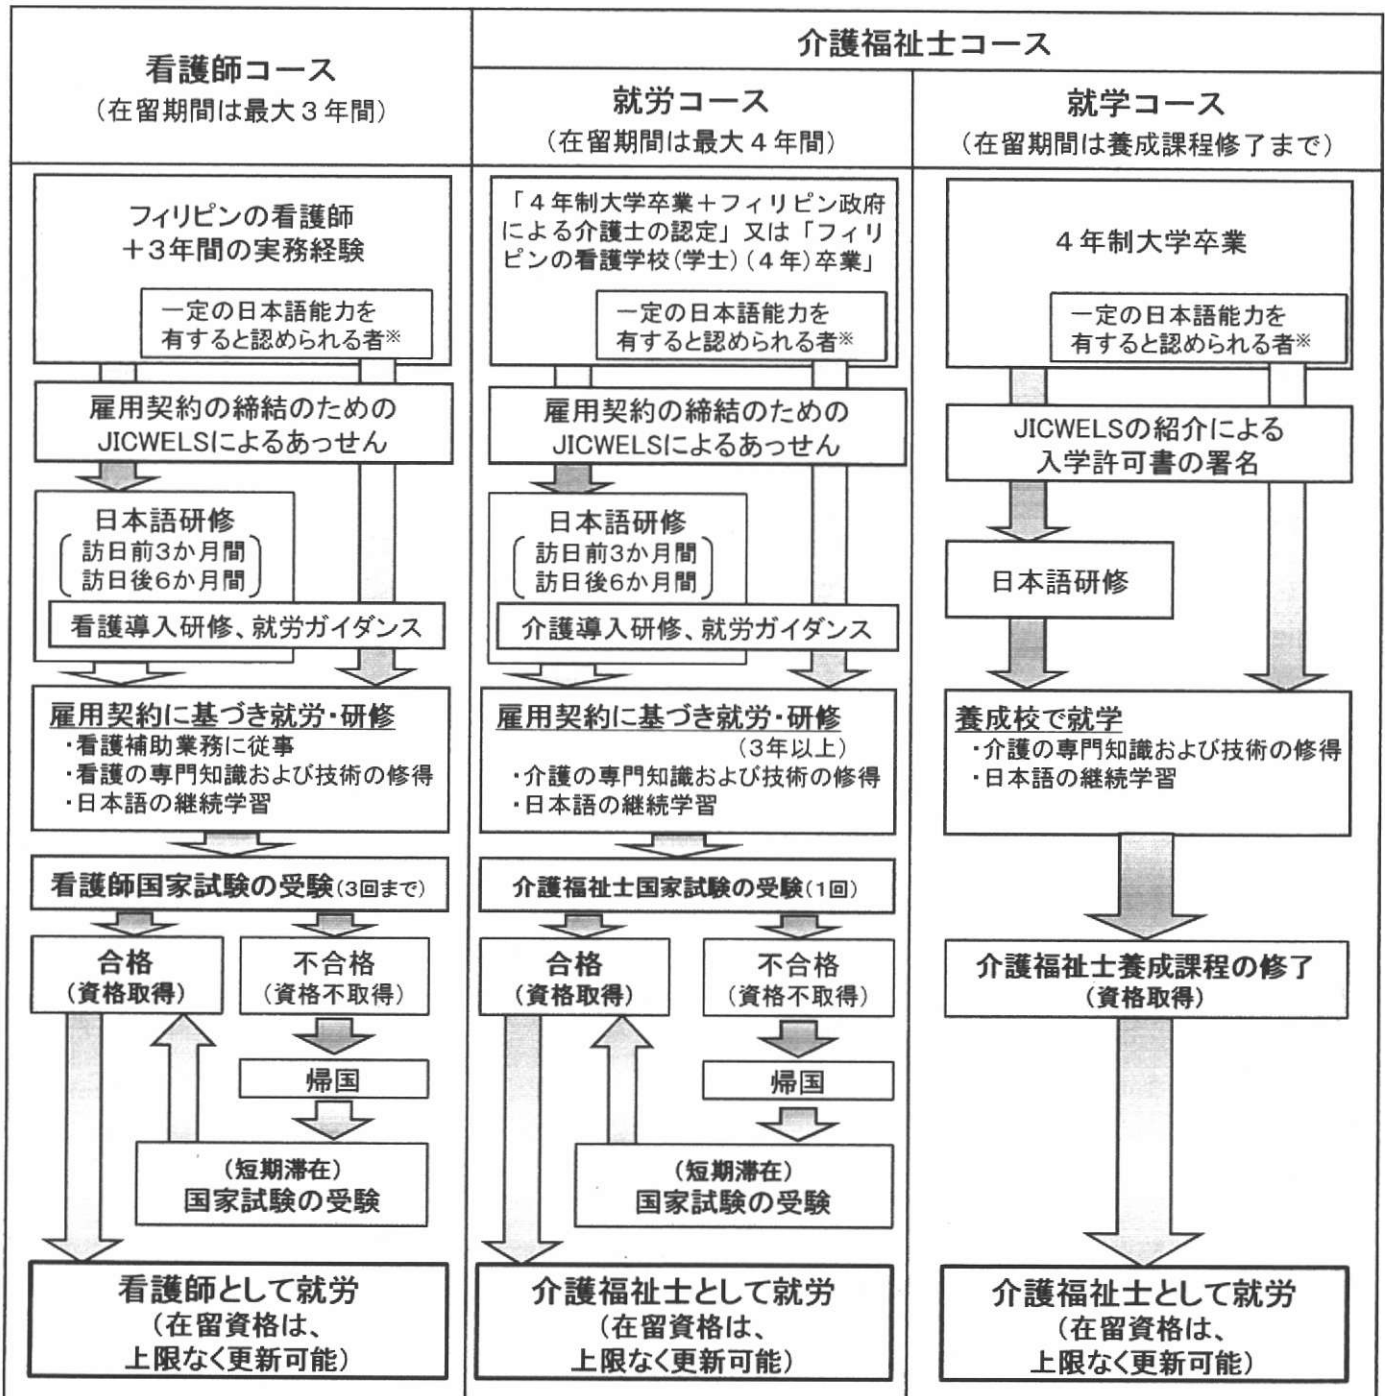 看護師コース
(在留期間は最大3年間)
介護福祉士コース
就労コース
(在留期間は最大4年間)
就学コース
(在留期間は養成課程修了まで)
フィリピンの看護師
+3年間の実務経験
一定の日本語能力を
有すると認められる者※
雇用契約の締結のための
JICWELSによるあっせん
日本語研修
訪日前3か月間
訪日後6か月間
看護導入研修、就労ガイダンス
雇用契約に基づき就労・研修
・看護補助業務に従事
・看護の専門知識および技術の修得
・日本語の継続学習
看護師国家試験の受験(3回まで)
合格
(資格取得)
不合格
(資格不取得)
帰国
(短期滞在)
国家試験の受験
看護師として就労
(在留資格は、
上限なく更新可能)
「4年制大学卒業+フィリピン政府
による介護士の認定」又は「フィリ
ピンの看護学校(学士)(4年)卒業」
一定の日本語能力を
有すると認められる者※
雇用契約の締結のための
JICWELSによるあっせん
日本語研修
訪日前3か月間
訪日後6か月間
介護導入研修、就労ガイダンス
雇用契約に基づき就労・研修
(3年以上)
・介護の専門知識および技術の修得
・日本語の継続学習
介護福祉士国家試験の受験(1回)
合格
(資格取得)
不合格
(資格不取得)
帰国
(短期滞在)
国家試験の受験
介護福祉士として就労
(在留資格は、
上限なく更新可能)
4年制大学卒業
一定の日本語能力を
有すると認められる者※
JICWELSの紹介による
入学許可書の署名
日本語研修
養成校で就学
・介護の専門知識および技術の修得
・日本語の継続学習
介護福祉士養成課程の修了
(資格取得)
介護福祉士として就労
(在留資格は、
上限なく更新可能)